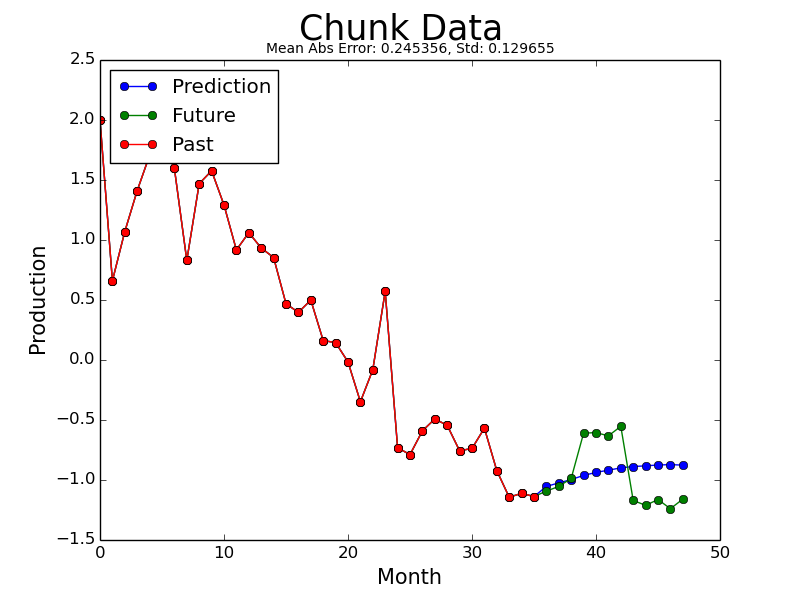 Chunk Data
Mean Abs Error: 0.245356, Std: 0.129655
2.5
2.0
1.5
1.0
0.5
0.0
−0.5
−1.0
−1.5
Production
Prediction
Future
Past
0 10 20 30 40 50
Month